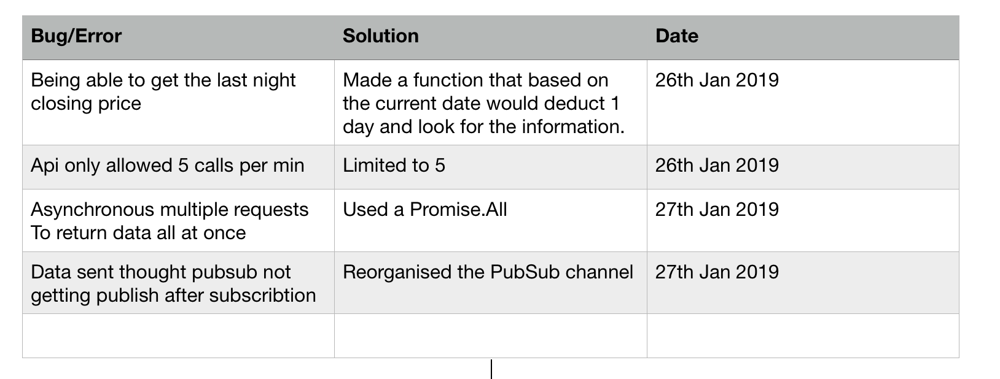 Bug/Error Solution Date
Being able to get the last night
closing price
Made a function that based on
the current date would deduct 1
day and look for the information.
26th Jan 2019
Api only allowed 5 calls per min
Limited to 5
26th Jan 2019
Asynchronous multiple requests
To return data all at once
Used a Promise.All
27th Jan 2019
Data sent thought pubsub not
getting publish after subscribtion
Reorganised the PubSub channel
27th Jan 2019